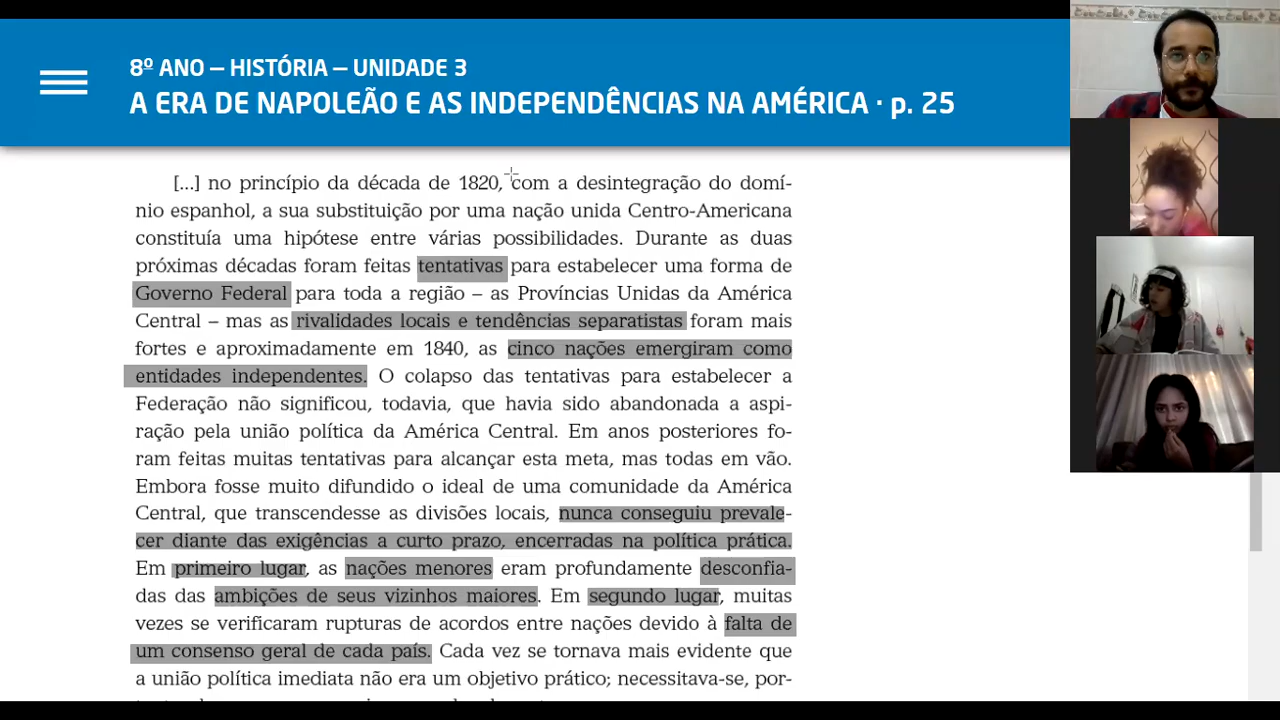 8º ANO – HISTÓRIA – UNIDADE 3
A ERA DE NAPOLEÃO E AS INDEPENDÊNCIAS NA AMÉRICA · p. 25
[...] no princípio da década de 1820, com a desintegração do domí-
nio espanhol, a sua substituição por uma nação unida Centro-Americana
constituía uma hipótese entre várias possibilidades. Durante as duas
próximas décadas foram feitas tentativas para estabelecer uma forma de
Governo Federal para toda a região – as Províncias Unidas da América
Central – mas as rivalidades locais e tendências separatistas foram mais
fortes e aproximadamente em 1840, as cinco nações emergiram como
entidades independentes. O colapso das tentativas para estabelecer a
Federação não significou, todavia, que havia sido abandonada a aspi-
ração pela união política da América Central. Em anos posteriores fo-
ram feitas muitas tentativas para alcançar esta meta, mas todas em vão.
Embora fosse muito difundido o ideal de uma comunidade da América
Central, que transcendesse as divisões locais, nunca conseguiu prevale-
cer diante das exigências a curto prazo, encerradas na política prática.
Em primeiro lugar, as nações menores eram profundamente desconfia-
das das ambições de seus vizinhos maiores. Em segundo lugar, muitas
vezes se verificaram rupturas de acordos entre nações devido à falta de
um consenso geral de cada país. Cada vez se tornava mais evidente que
a união política imediata não era um objetivo prático; necessitava-se, por-